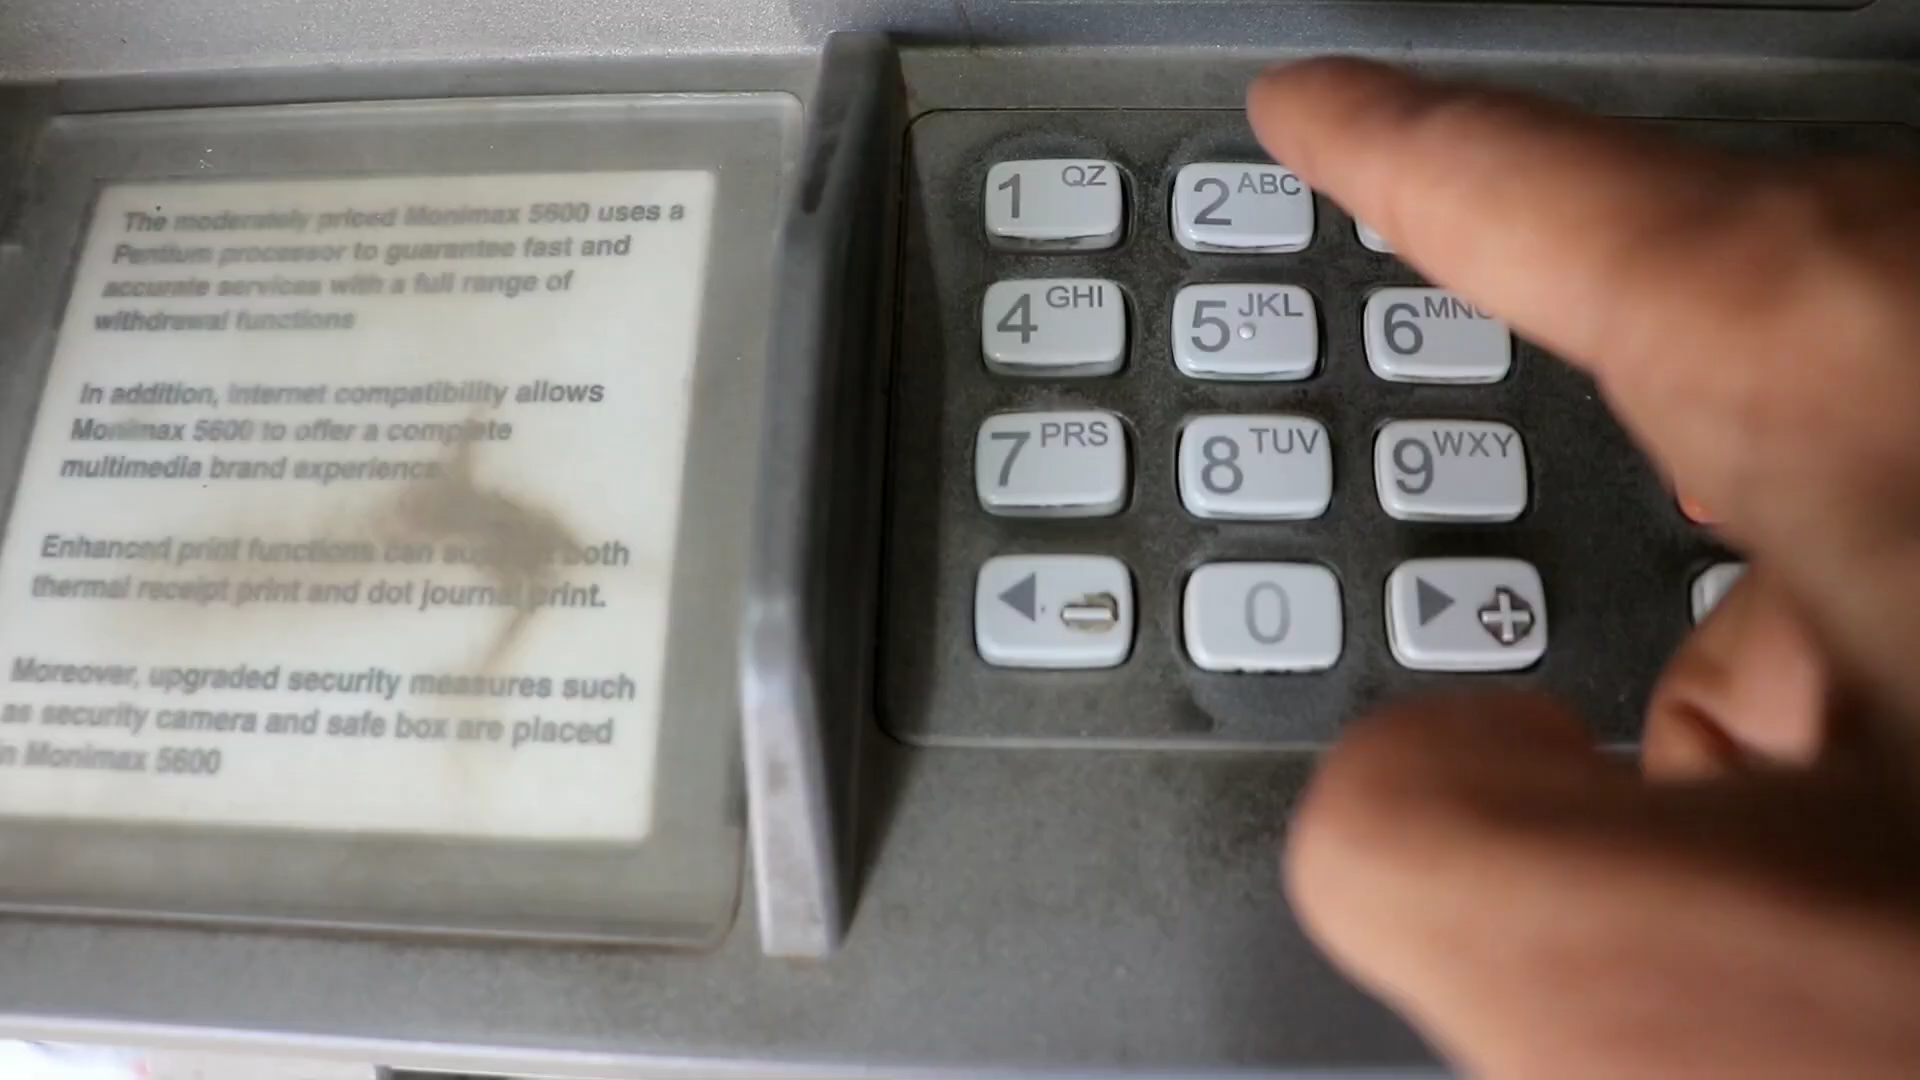 The moderately priced Monimax 5600 uses a
Pentium processor to guarantee fast and
accurate services with a full range of
withdrawal functions
In addition, internet compatibility allows
Monimax 5600 to offer a complete
multimedia brand experience
Enhanced print functions can support both
thermal receipt print and dot journal print.
Moreover, upgraded security measures such
as security camera and safe box are placed
in Monimax 5600
1 QZ
2 ABC
4 GHI
5 JKL
6 MNO
7 PRS
8 TUV
9 WXY
0